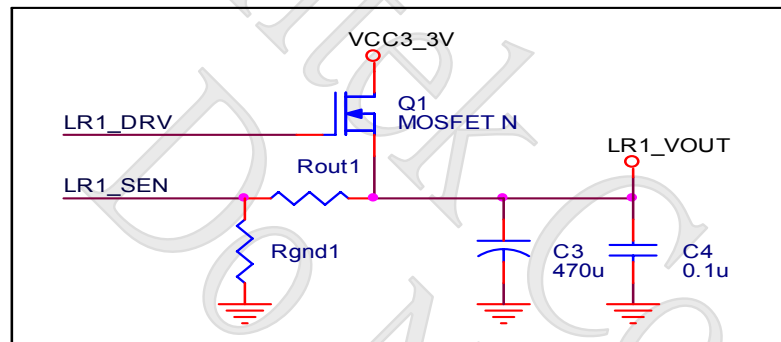 VCC3_3V
Q1
MOSFET N
LR1_DRV
LR1_VOUT
Rout1
LR1_SEN
Rgnd1
C3
470u
C4
0.1u